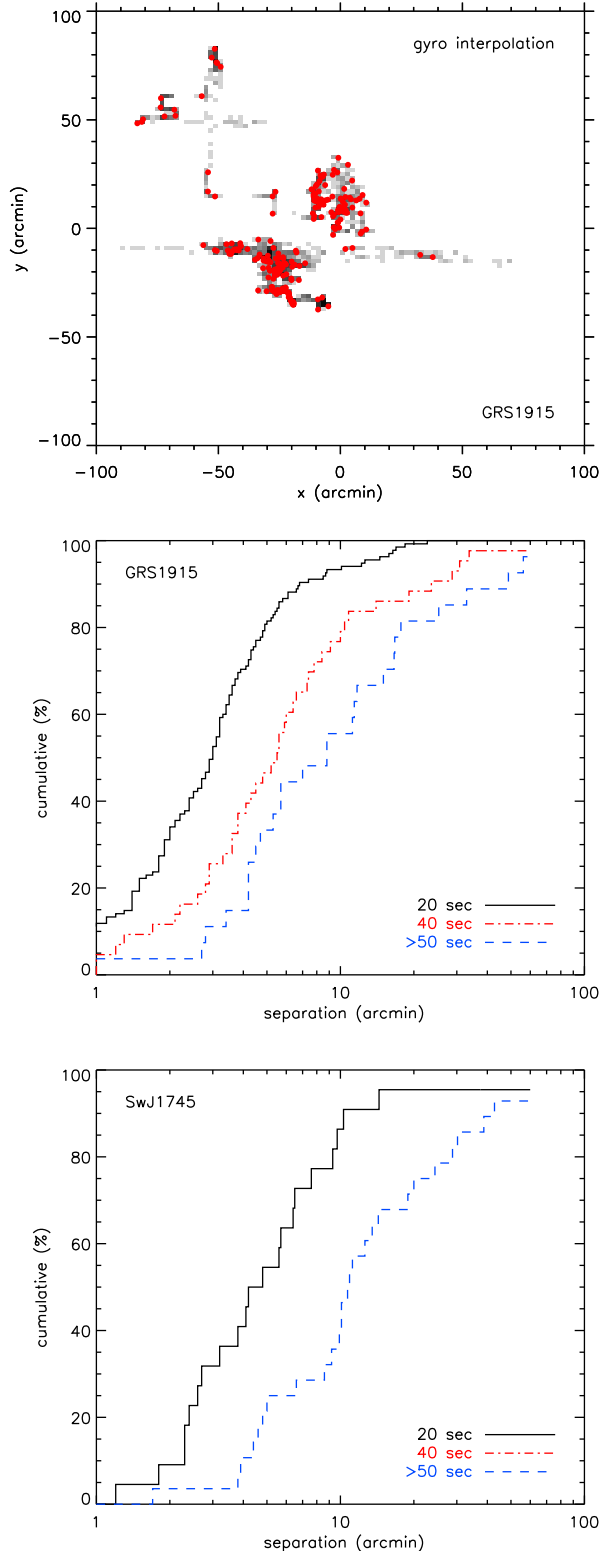 100
gyro interpolation
50
y (arcmin)
0
−50
GRS1915
−100
−100 −50 0 50 100
x (arcmin)
100
GRS1915
80
60
cumulative (%)
40
20
20 sec
40 sec
>50 sec
0
1 10 100
separation (arcmin)
100
SwJ1745
80
60
cumulative (%)
40
20
20 sec
40 sec
>50 sec
0
1 10 100
separation (arcmin)